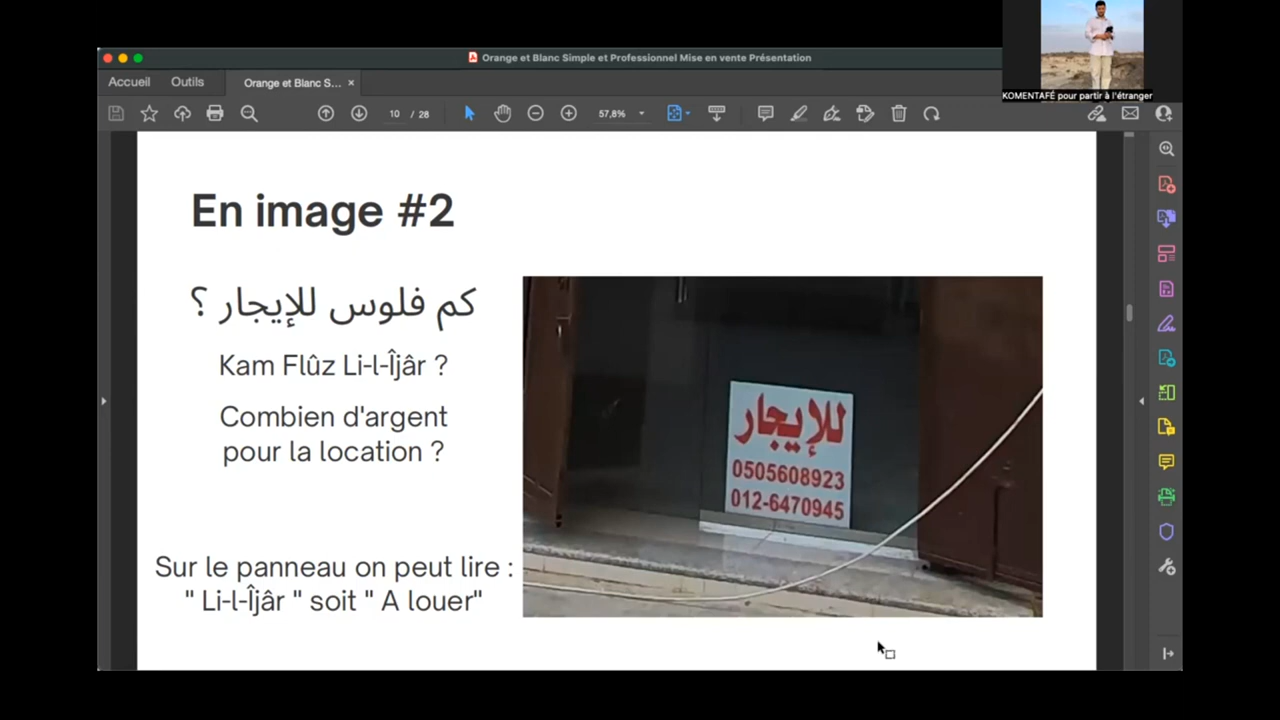 Orange et Blanc Simple et Professionnel Mise en vente Présentation
KOMENTAFÉ pour partir à l'étranger
Accueil Outils Orange et Blanc S... ×
10 / 28 57,8%
En image #2
كم فلوس للإيجار ؟
Kam Flûz Li-l-Îjâr ?
Combien d'argent
pour la location ?
Sur le panneau on peut lire :
" Li-l-Îjâr " soit " A louer"
للإيجار
0505608923
012-6470945